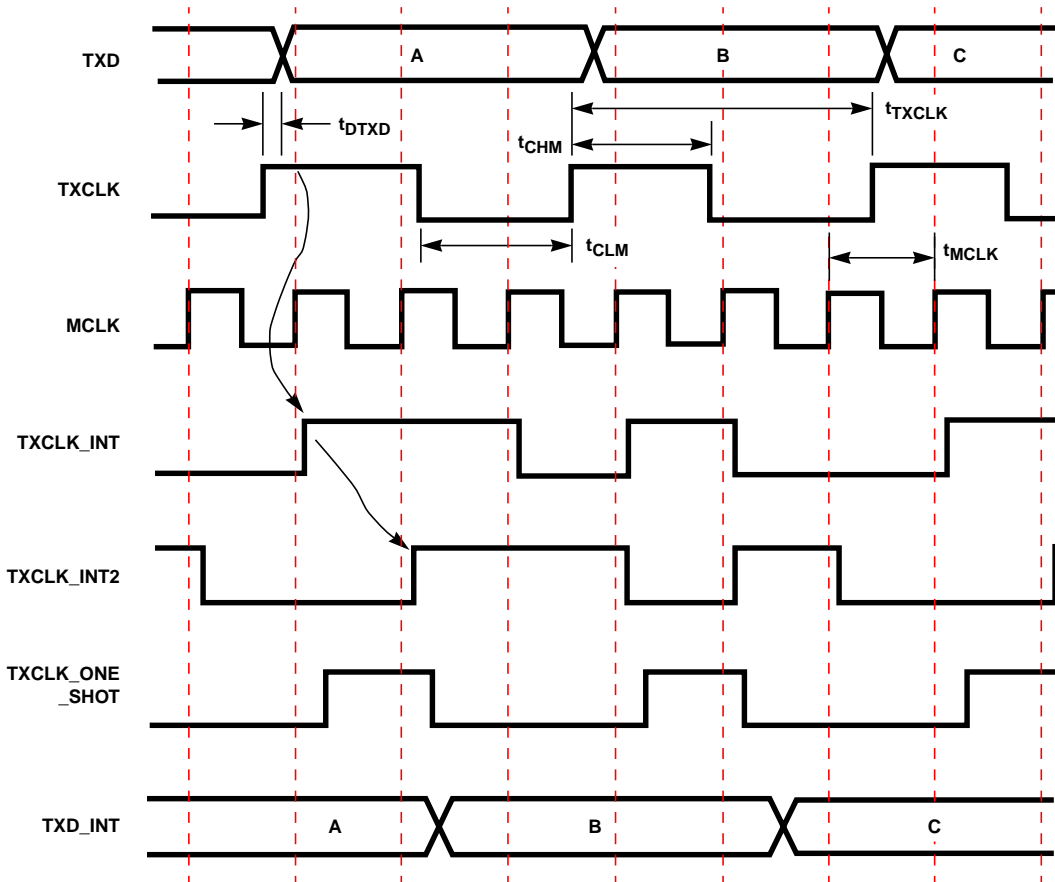 TXD
A
B
C
tDTXD
tTXCLK
tCHM
TXCLK
tCLM
tMCLK
MCLK
TXCLK_INT
TXCLK_INT2
TXCLK_ONE
_SHOT
TXD_INT
A
B
C